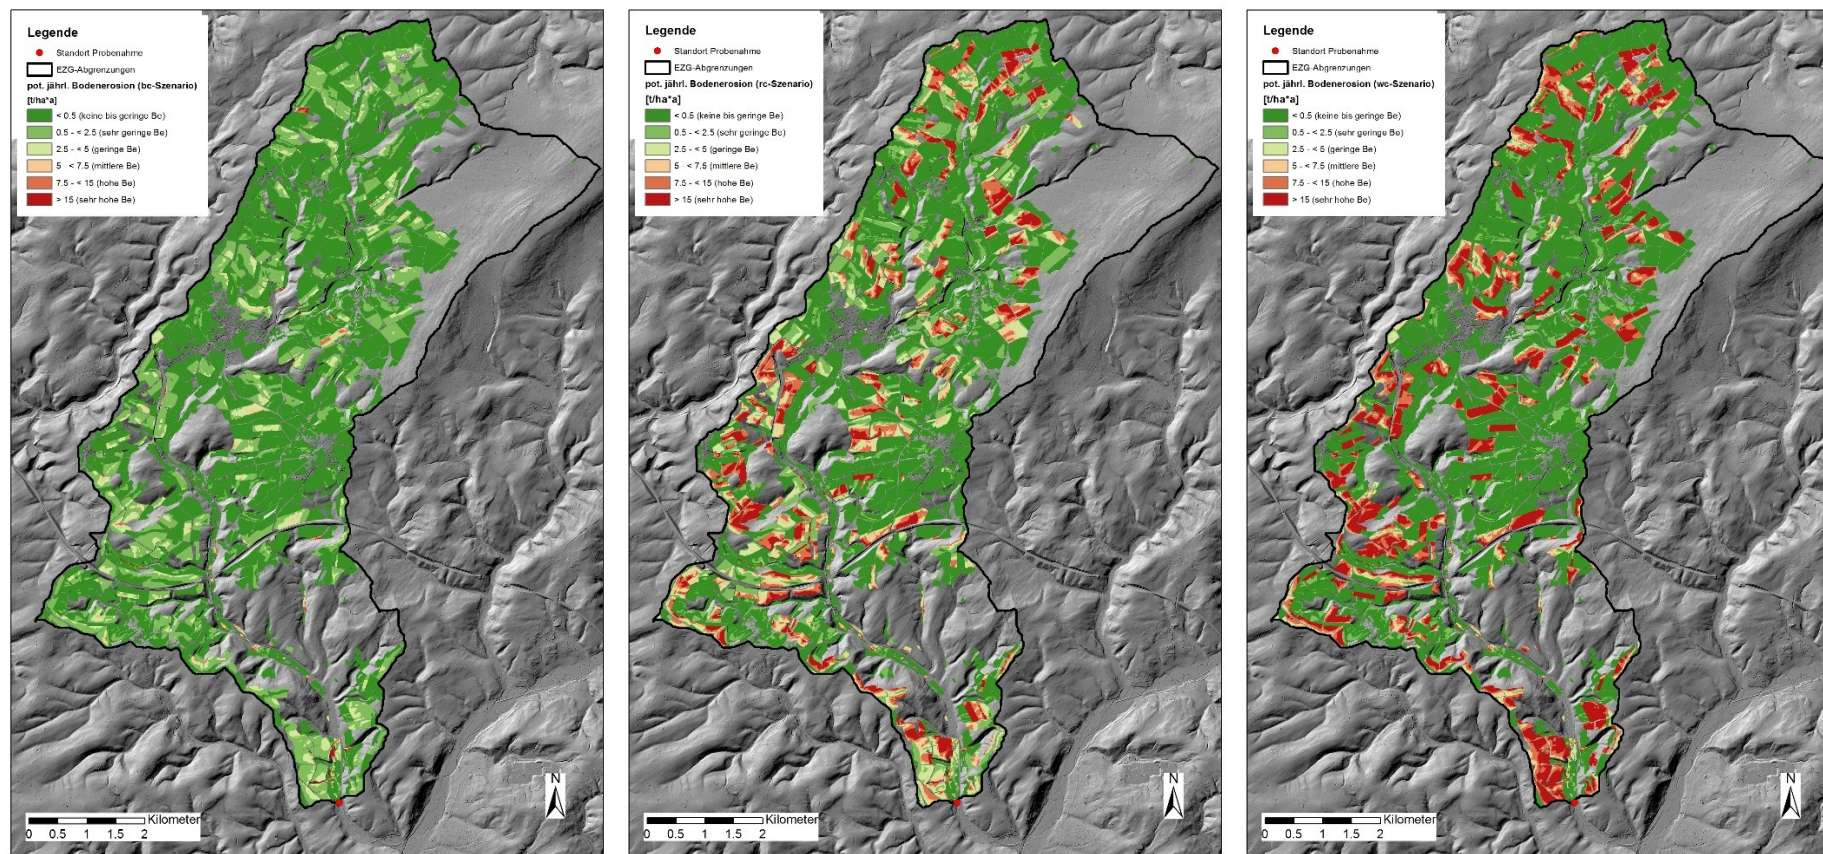 Legende
Standort Probenahme
EZG-Abgrenzungen
pot. jährl. Bodenerosion (bc-Szenario)
[t/ha*a]
< 0.5 (keine bis geringe Be)
0.5 - < 2.5 (sehr geringe Be)
2.5 - < 5 (geringe Be)
5 - < 7.5 (mittlere Be)
7.5 - < 15 (hohe Be)
> 15 (sehr hohe Be)
N
Kilometer
0 0.5 1 1.5 2
Legende
Standort Probenahme
EZG-Abgrenzungen
pot. jährl. Bodenerosion (rc-Szenario)
[t/ha*a]
< 0.5 (keine bis geringe Be)
0.5 - < 2.5 (sehr geringe Be)
2.5 - < 5 (geringe Be)
5 - < 7.5 (mittlere Be)
7.5 - < 15 (hohe Be)
> 15 (sehr hohe Be)
N
Kilometer
0 0.5 1 1.5 2
Legende
Standort Probenahme
EZG-Abgrenzungen
pot. jährl. Bodenerosion (wc-Szenario)
[t/ha*a]
< 0.5 (keine bis geringe Be)
0.5 - < 2.5 (sehr geringe Be)
2.5 - < 5 (geringe Be)
5 - < 7.5 (mittlere Be)
7.5 - < 15 (hohe Be)
> 15 (sehr hohe Be)
N
Kilometer
0 0.5 1 1.5 2